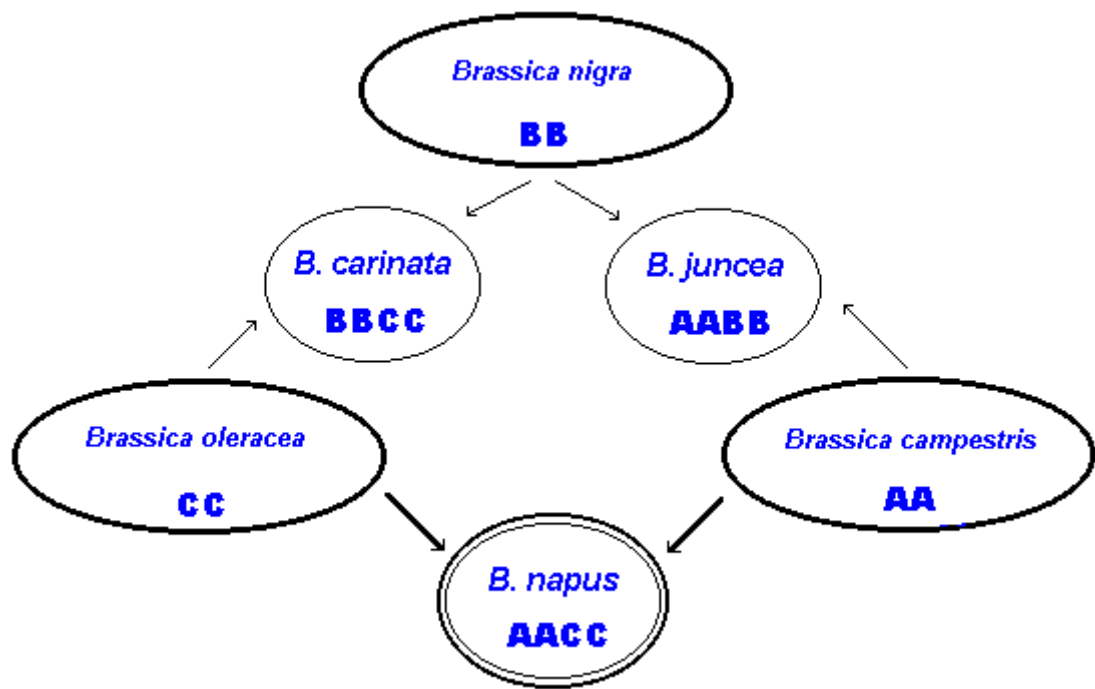 Brassica nigra
BB
B. carinata
BBCC
B. juncea
AABB
Brassica oleracea
CC
Brassica campestris
AA
B. napus
AACC